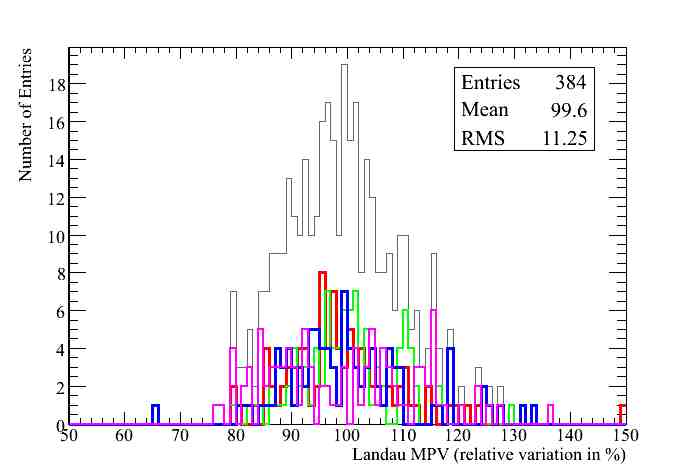 Number of Entries
Entries 384
Mean 99.6
RMS 11.25
18
16
14
12
10
8
6
4
2
0
50 60 70 80 90 100 110 120 130 140 150
Landau MPV (relative variation in %)